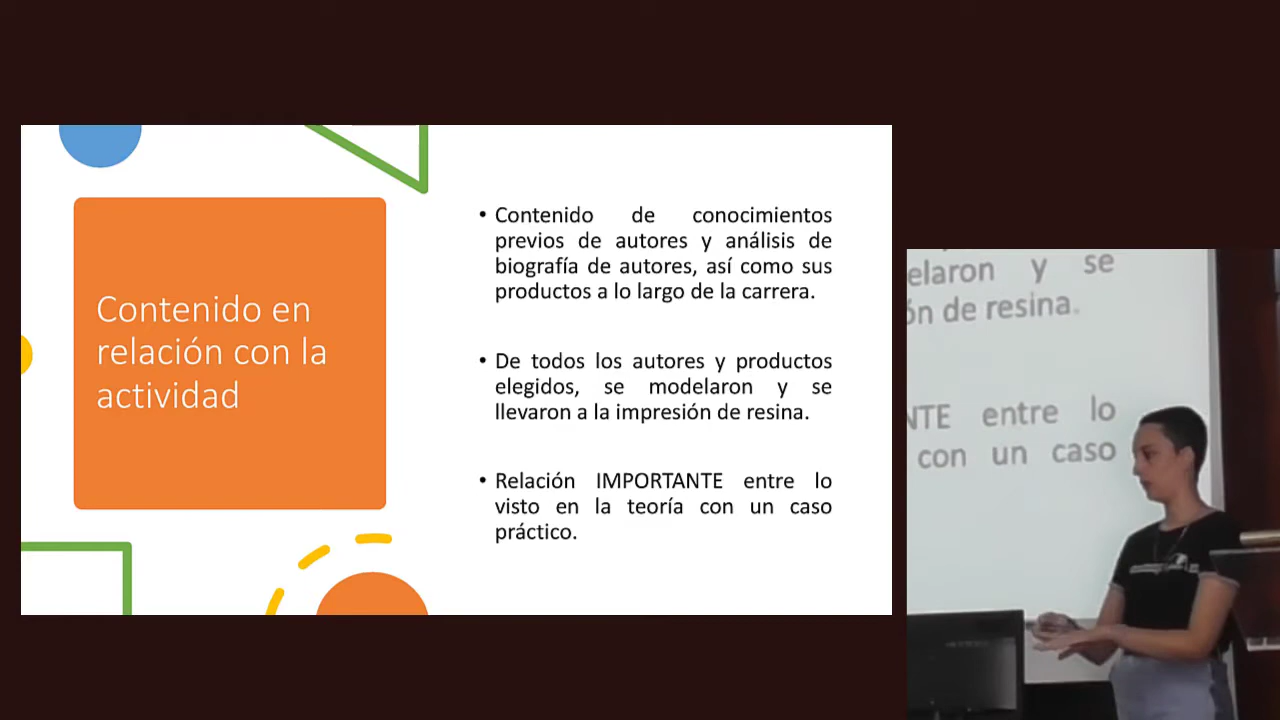 Contenido en
relación con la
actividad
• Contenido de conocimientos
previos de autores y análisis de
biografía de autores, así como sus
productos a lo largo de la carrera.
• De todos los autores y productos
elegidos, se modelaron y se
llevaron a la impresión de resina.
• Relación IMPORTANTE entre lo
visto en la teoría con un caso
práctico.
y se
de resina.
entre lo
con un caso